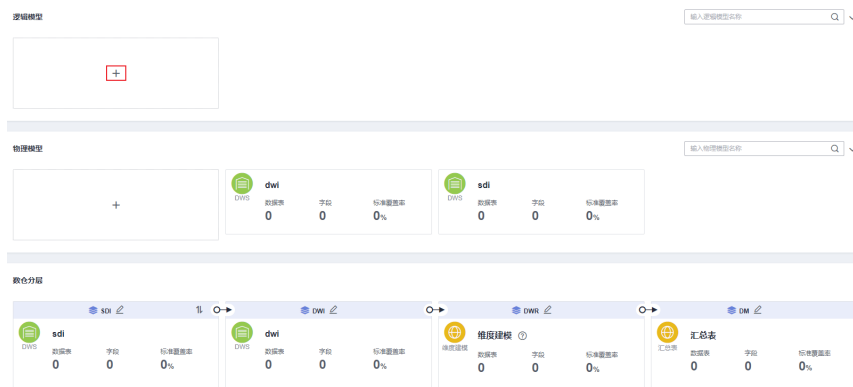 逻辑模型
输入逻辑模型名称
+
物理模型
输入物理模型名称
+
DWS
dwi
数据表 字段 标准覆盖率
0 0 0%
DWS
sdi
数据表 字段 标准覆盖率
0 0 0%
数仓分层
SDI
DWI
DWR
DM
DWS
sdi
数据表 字段 标准覆盖率
0 0 0%
DWS
dwi
数据表 字段 标准覆盖率
0 0 0%
维度建模
维度建模 ?
数据表 字段 标准覆盖率
0 0 0%
汇总表
汇总表
数据表 字段 标准覆盖率
0 0 0%